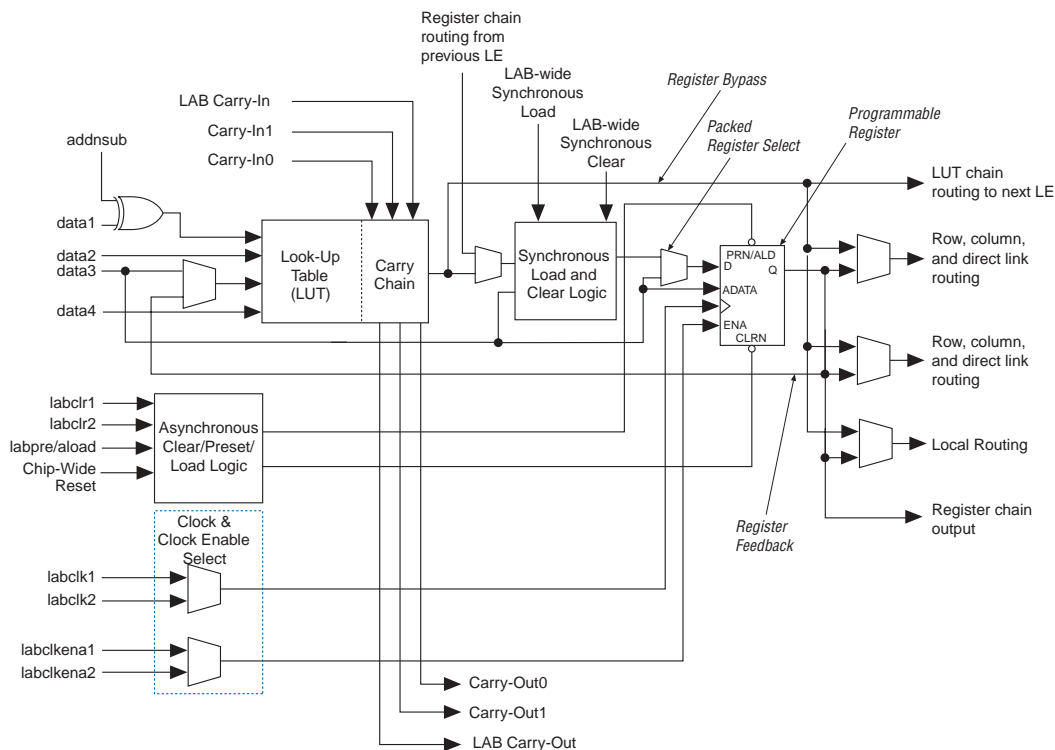 Register chain
routing from
previous LE
LAB-wide
Synchronous
Load
Register Bypass
LAB Carry-In
Programmable
Register
Packed
Register Select
LAB-wide
Synchronous
Clear
Carry-In1
addnsub
Carry-In0
LUT chain
routing to next LE
data1
data2
data3
data4
Look-Up
Table
(LUT)
Carry
Chain
Synchronous
Load and
Clear Logic
PRN/ALD
D
Q
ADATA
ENA
CLRN
Row, column,
and direct link
routing
Row, column,
and direct link
routing
labclr1
labclr2
labpre/aload
Chip-Wide
Reset
Asynchronous
Clear/Preset/
Load Logic
Local Routing
Register chain
output
Register
Feedback
Clock &
Clock Enable
Select
labclk1
labclk2
labclkena1
labclkena2
Carry-Out0
Carry-Out1
LAB Carry-Out